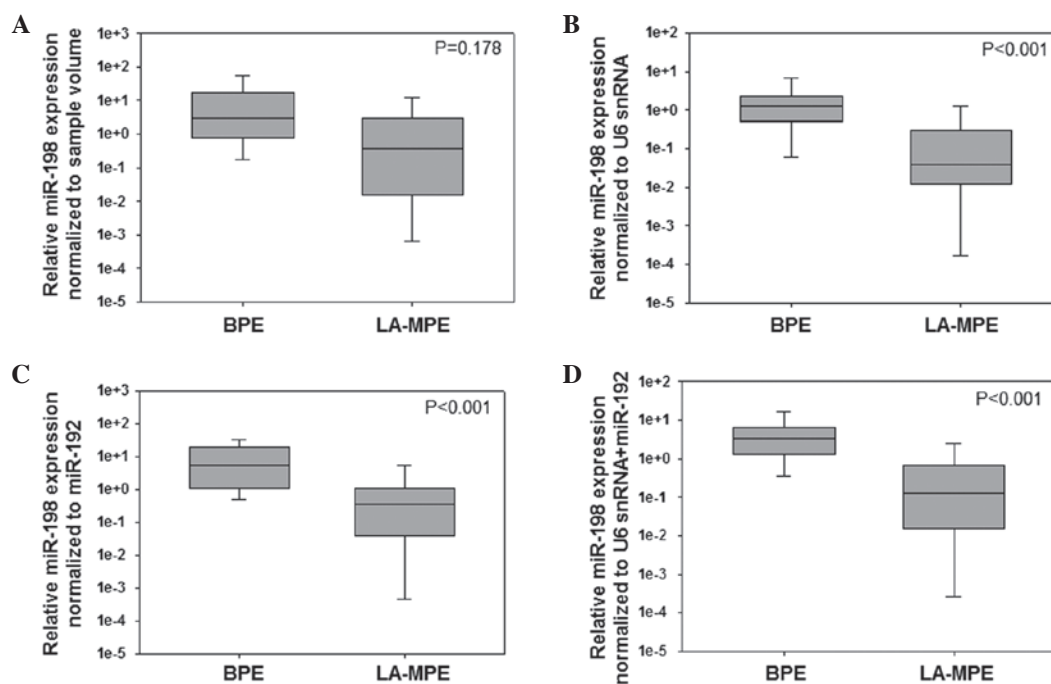 A
Relative miR-198 expression
normalized to sample volume
P=0.178
1e+3
1e+2
1e+1
1e+0
1e-1
1e-2
1e-3
1e-4
1e-5
BPE
LA-MPE
B
Relative miR-198 expression
normalized to U6 snRNA
P<0.001
1e+2
1e+1
1e+0
1e-1
1e-2
1e-3
1e-4
1e-5
BPE
LA-MPE
C
Relative miR-198 expression
normalized to miR-192
P<0.001
1e+3
1e+2
1e+1
1e+0
1e-1
1e-2
1e-3
1e-4
1e-5
BPE
LA-MPE
D
Relative miR-198 expression
normalized to U6 snRNA+miR-192
P<0.001
1e+2
1e+1
1e+0
1e-1
1e-2
1e-3
1e-4
1e-5
BPE
LA-MPE